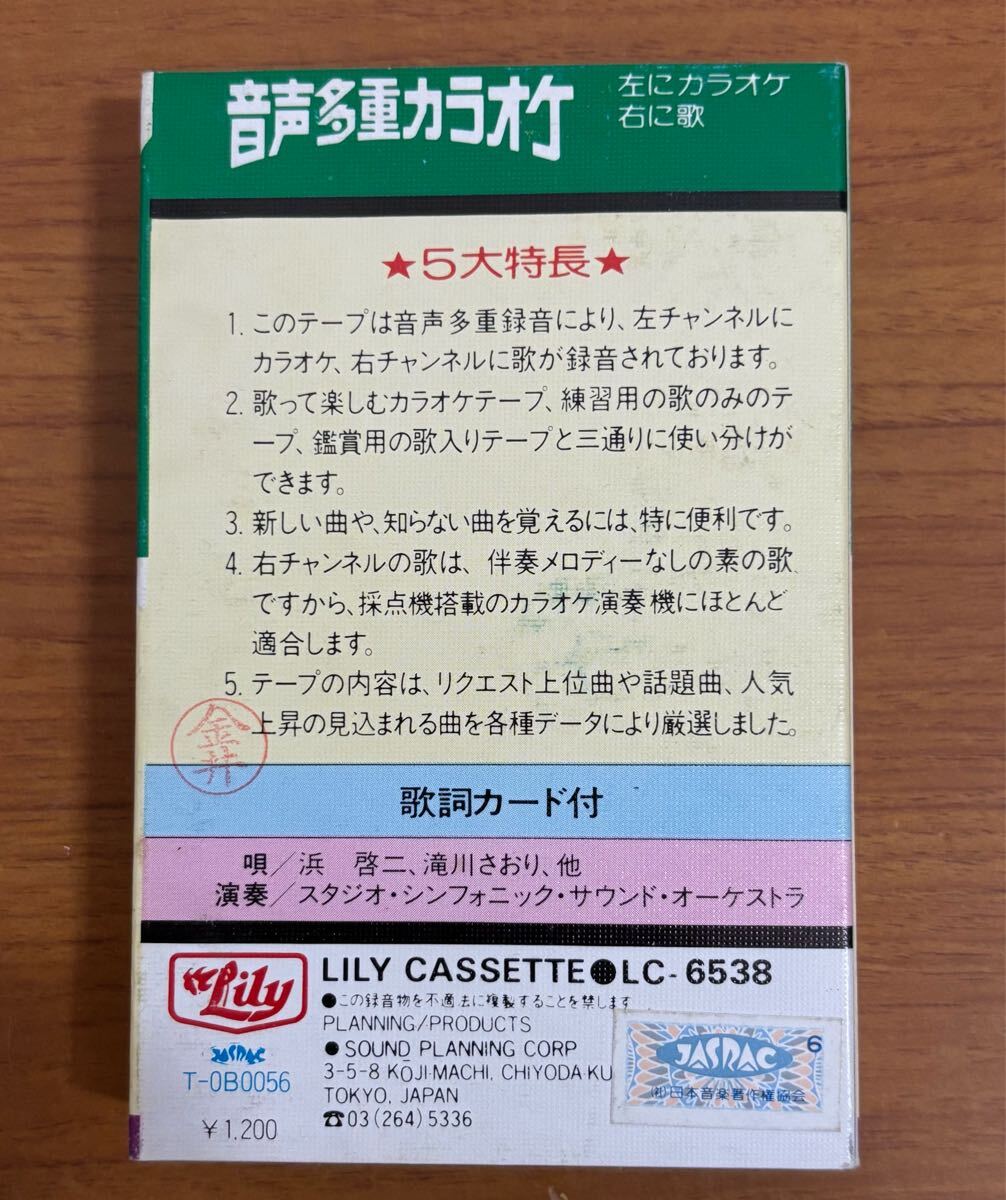 音声多重カラオケ
左にカラオケ
右に歌
★5大特長★
1. このテープは音声多重録音により、左チャンネルに
カラオケ、右チャンネルに歌が録音されております。
2. 歌って楽しむカラオケテープ、練習用の歌のみのテ
ープ、鑑賞用の歌入りテープと三通りに使い分けが
できます。
3. 新しい曲や、知らない曲を覚えるには、特に便利です。
4. 右チャンネルの歌は、伴奏メロディーなしの素の歌
ですから、採点機搭載のカラオケ演奏機にほとんど
適合します。
5. テープの内容は、リクエスト上位曲や話題曲、人気
上昇の見込まれる曲を各種データにより厳選しました。
歌詞カード付
唄／浜 啓二、滝川さおり、他
演奏／スタジオ・シンフォニック・サウンド・オーケストラ
Lily
LILY CASSETTE●LC-6538
●この録音物を不適法に複製することを禁します
PLANNING/PRODUCTS
●SOUND PLANNING CORP
3-5-8 KŌJI-MACHI, CHIYODA-KU
TOKYO, JAPAN
☎03(264)5336
JASRAC
T-0B0056
￥1,200
JASRAC 6
(社)日本音楽著作権協会